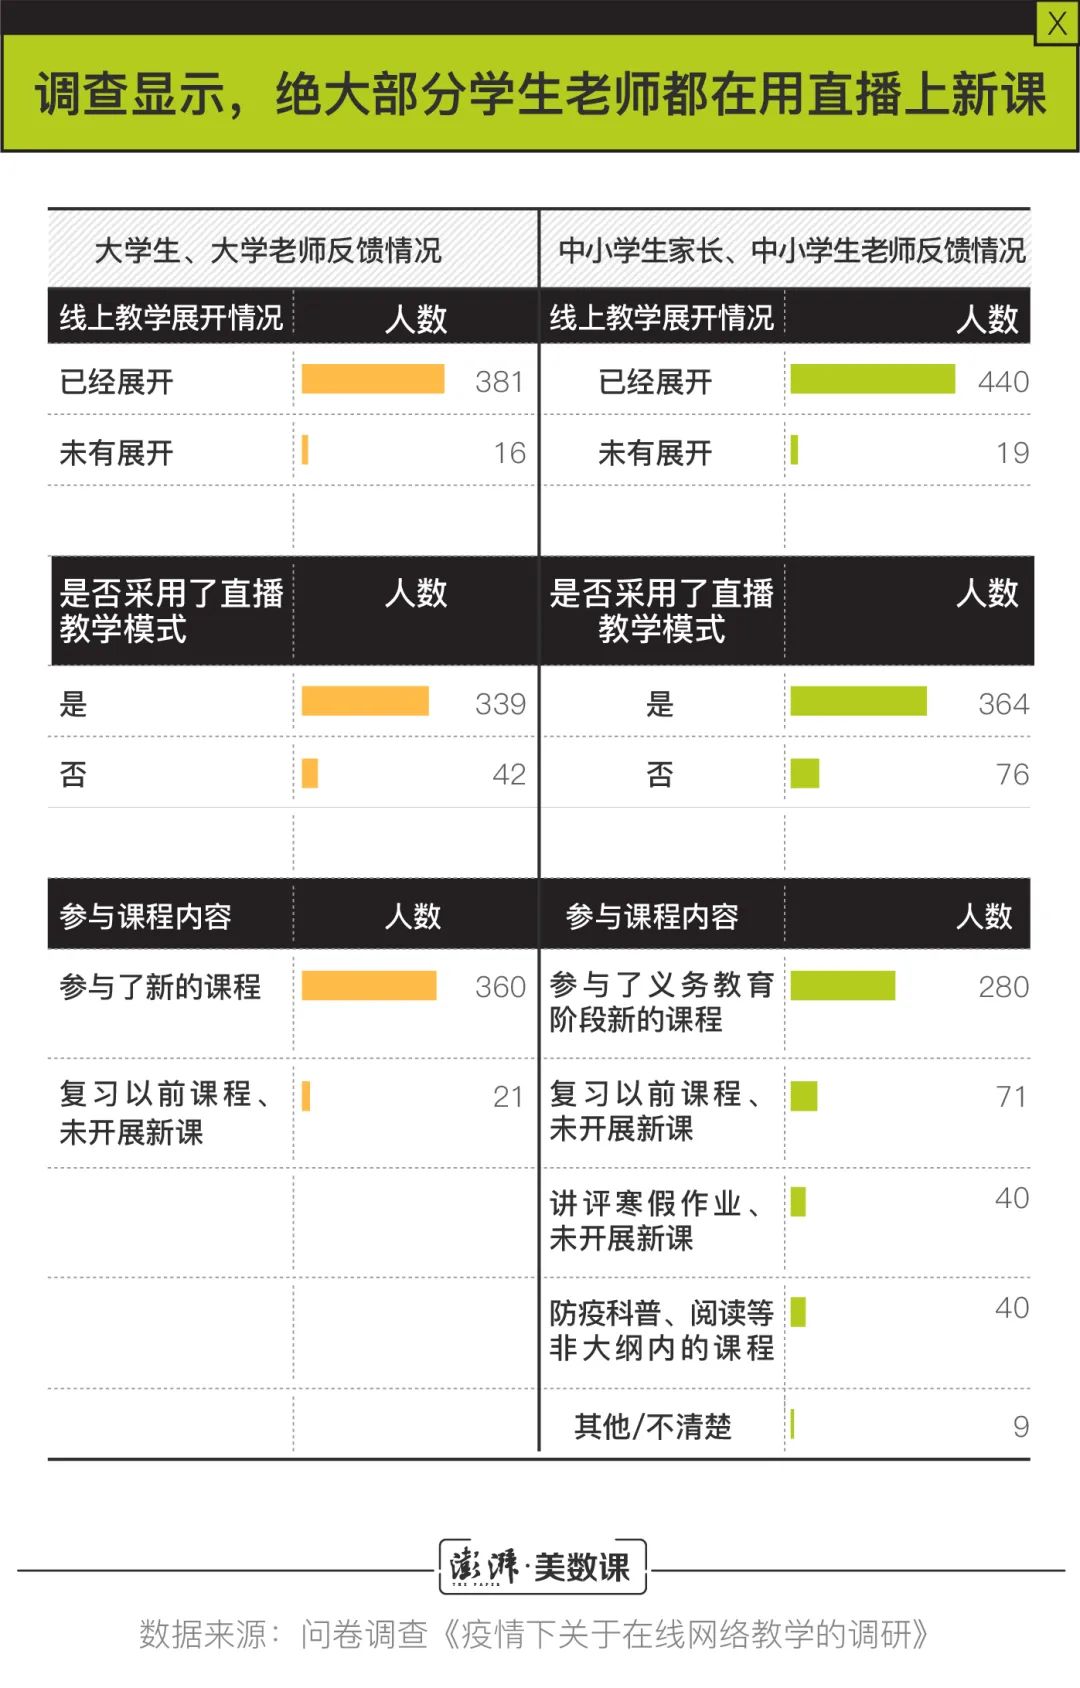 X
调查显示，绝大部分学生老师都在用直播上新课
大学生、大学老师反馈情况
线上教学展开情况 人数
已经展开 381
未有展开 16
是否采用了直播 人数
教学模式
是 339
否 42
参与课程内容 人数
参与了新的课程 360
复习以前课程、 21
未开展新课
中小学生家长、中小学生老师反馈情况
线上教学展开情况 人数
已经展开 440
未有展开 19
是否采用了直播 人数
教学模式
是 364
否 76
参与课程内容 人数
参与了义务教育 280
阶段新的课程
复习以前课程、 71
未开展新课
讲评寒假作业、 40
未开展新课
防疫科普、阅读等 40
非大纲内的课程
其他/不清楚 9
澎湃·美数课
THE PAPER
数据来源：问卷调查《疫情下关于在线网络教学的调研》